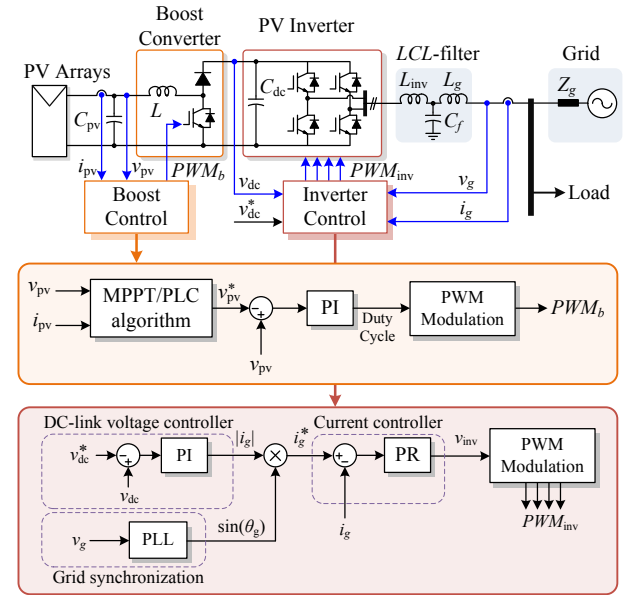 Boost
Converter
PV Inverter
LCL-filter
Grid
PV Arrays
C_pv
L
C_dc
L_inv
L_g
C_f
Z_g
i_pv
v_pv
PWM_b
v_dc
PWM_inv
v_g
Boost
Control
v*_dc
Inverter
Control
i_g
Load
v_pv
i_pv
MPPT/PLC
algorithm
v*_pv
+
−
v_pv
PI
Duty
Cycle
PWM
Modulation
PWM_b
DC-link voltage controller
v*_dc
−
+
v_dc
PI
|i_g|
×
i*_g
Current controller
+
−
i_g
PR
v_inv
PWM
Modulation
PWM_inv
v_g
PLL
sin(θ_g)
Grid synchronization